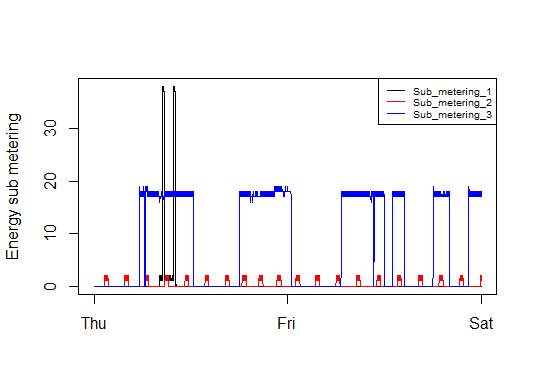 Energy sub metering
0
10
20
30
Thu
Fri
Sat
Sub_metering_1
Sub_metering_2
Sub_metering_3